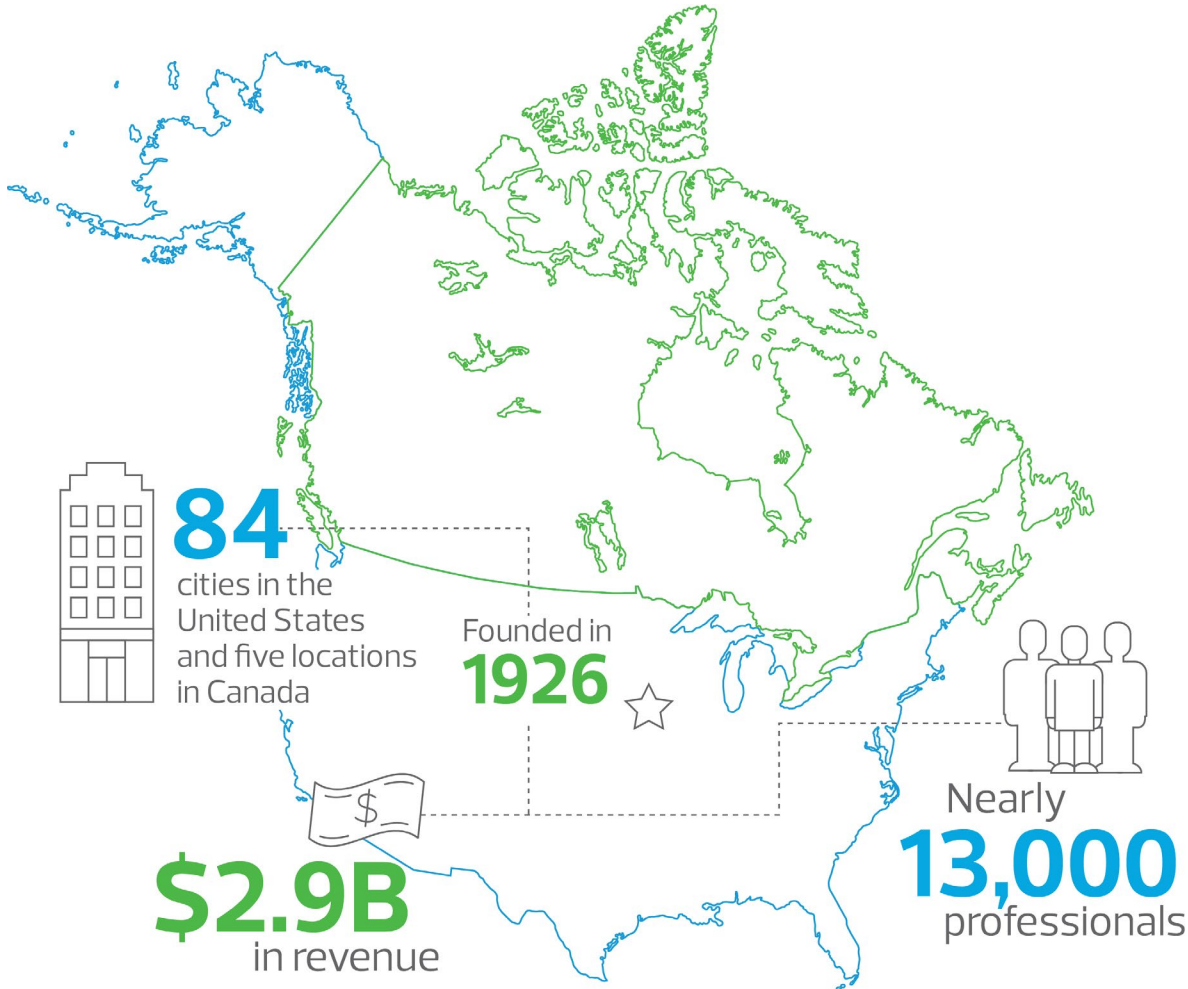 84
cities in the
United States
and five locations
in Canada
Founded in
1926
$
$2.9B
in revenue
Nearly
13,000
professionals